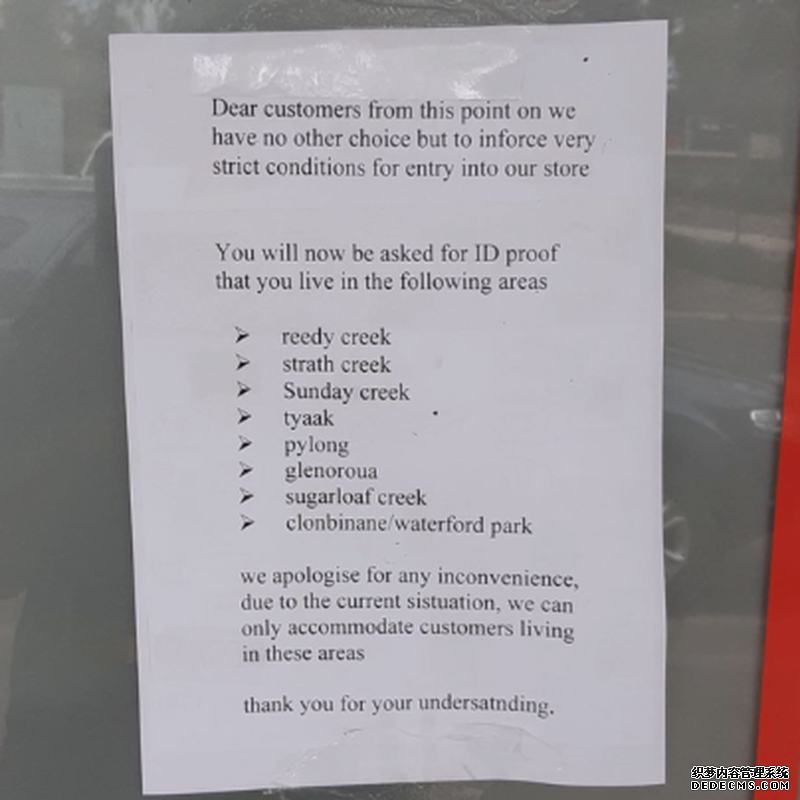 Dear customers from this point on we
have no other choice but to inforce very
strict conditions for entry into our store
You will now be asked for ID proof
that you live in the following areas
➢ reedy creek
➢ strath creek
➢ Sunday creek
➢ tyaak
➢ pylong
➢ glenoroua
➢ sugarloaf creek
➢ clonbinane/waterford park
we apologise for any inconvenience,
due to the current sistuation, we can
only accommodate customers living
in these areas
thank you for your undersatnding.
织梦内容管理系统
DEDECMS.COM